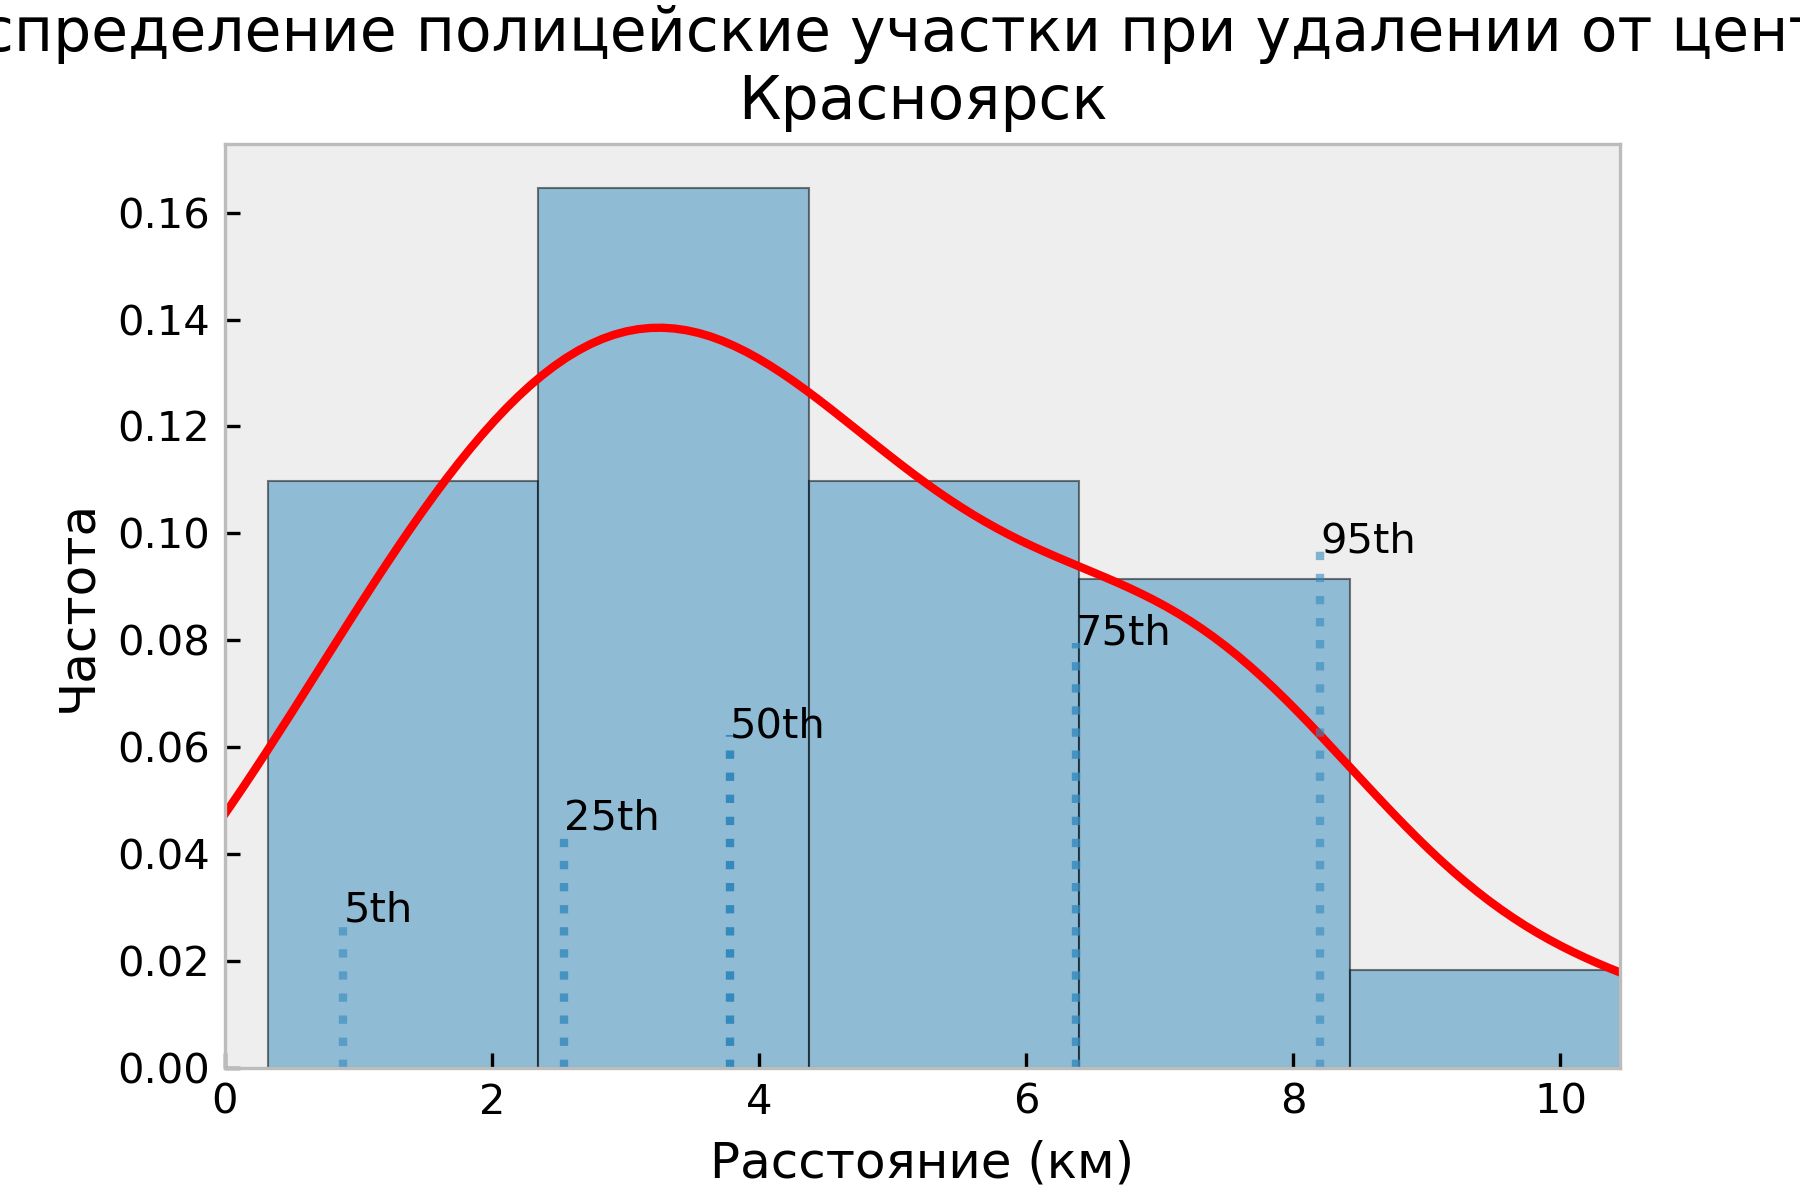 спределение полицейские участки при удалении от цент
Красноярск
Частота
0.16
0.14
0.12
0.10
0.08
0.06
0.04
0.02
0.00
5th
25th
50th
75th
95th
0 2 4 6 8 10
Расстояние (км)